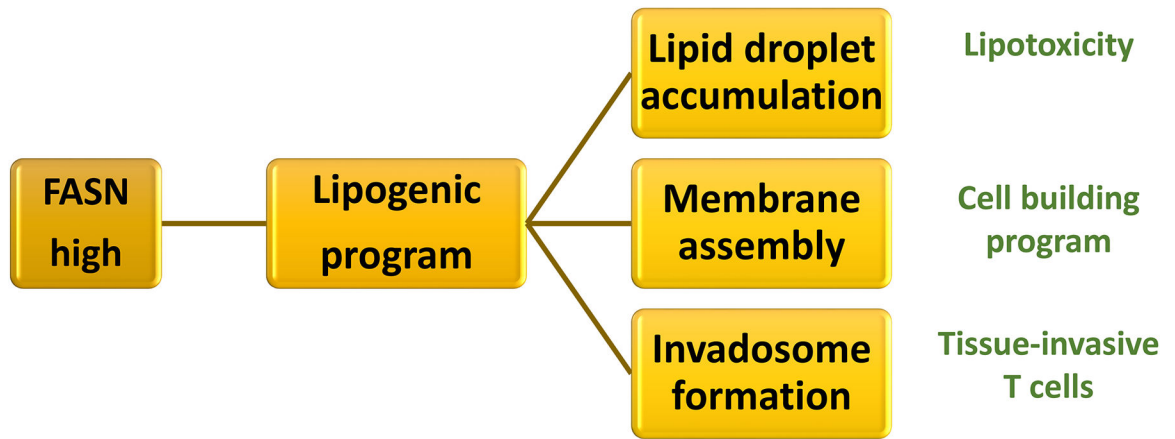 FASN
high
Lipogenic
program
Lipid droplet
accumulation
Lipotoxicity
Membrane
assembly
Cell building
program
Invadosome
formation
Tissue-invasive
T cells